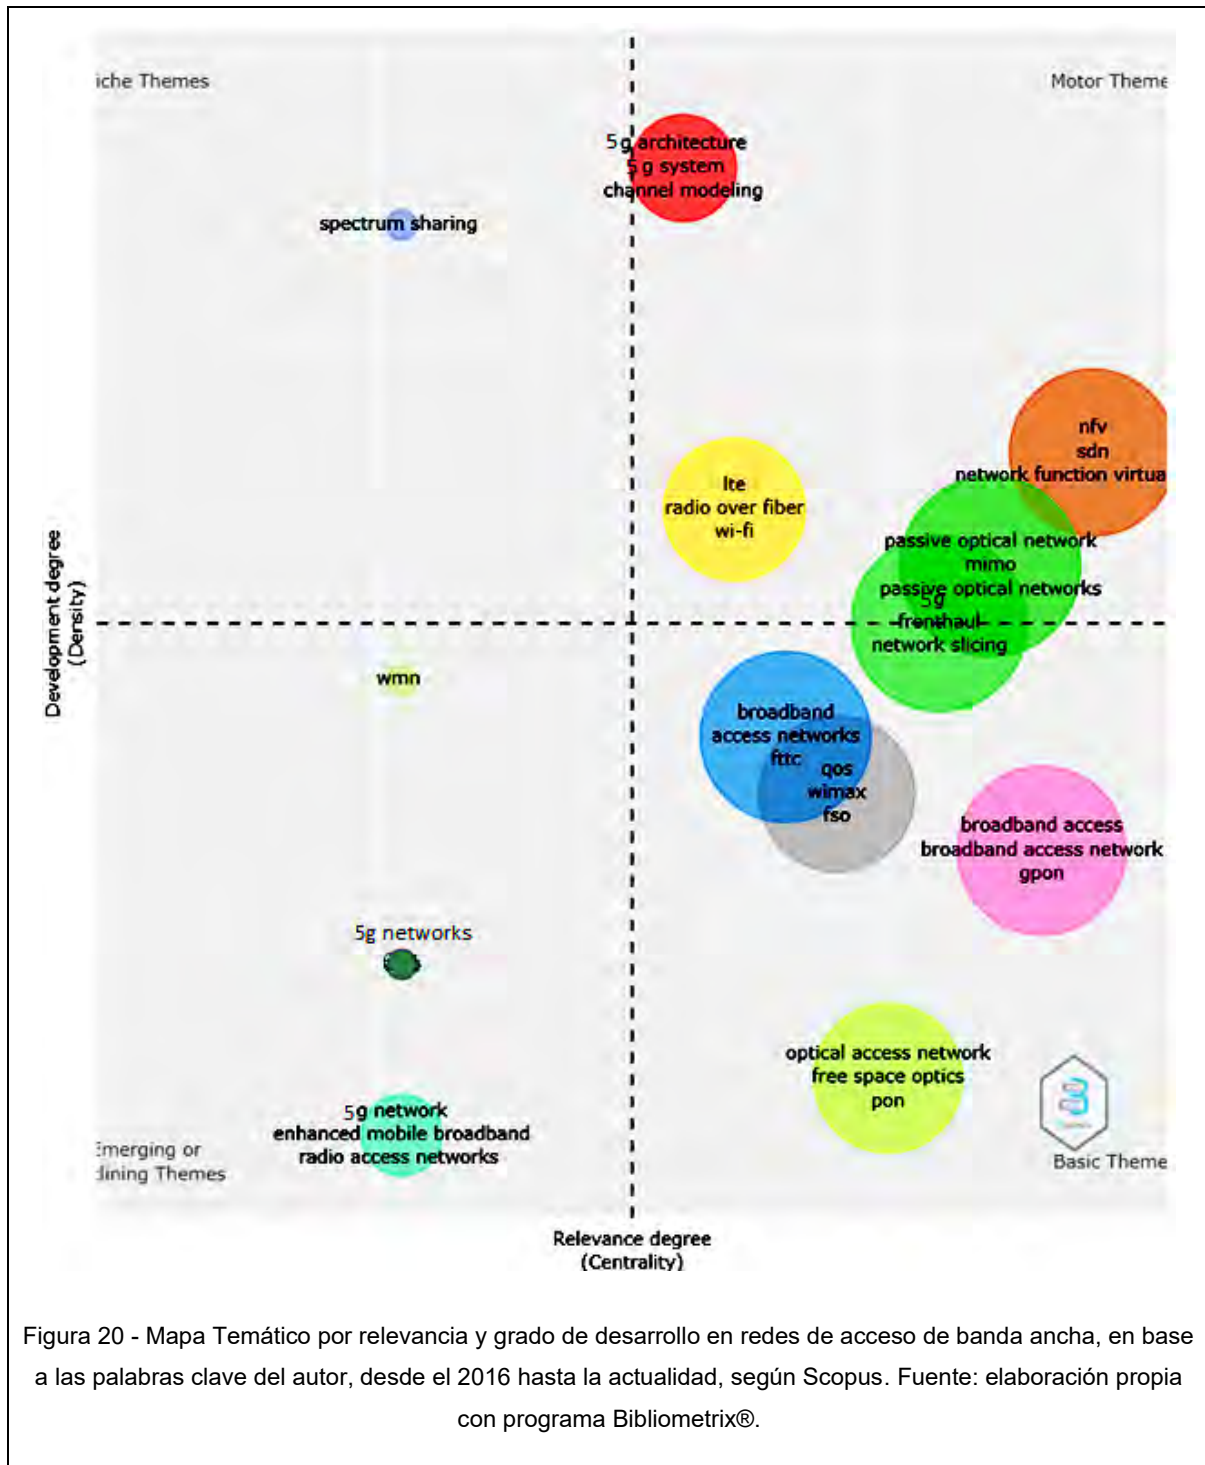 iche Themes
Motor Theme
5g architecture
5g system
channel modeling
spectrum sharing
nfv
sdn
network function virtua
lte
radio over fiber
wi-fi
passive optical network
mimo
passive optical networks
5g
fronthaul
network slicing
Development degree
(Density)
wmn
broadband
access networks
fttc
qos
wimax
fso
broadband access
broadband access network
gpon
5g networks
optical access network
free space optics
pon
5g network
enhanced mobile broadband
radio access networks
Emerging or
lining Themes
Basic Theme
Relevance degree
(Centrality)
Figura 20 - Mapa Temático por relevancia y grado de desarrollo en redes de acceso de banda ancha, en base
a las palabras clave del autor, desde el 2016 hasta la actualidad, según Scopus. Fuente: elaboración propia
con programa Bibliometrix®.